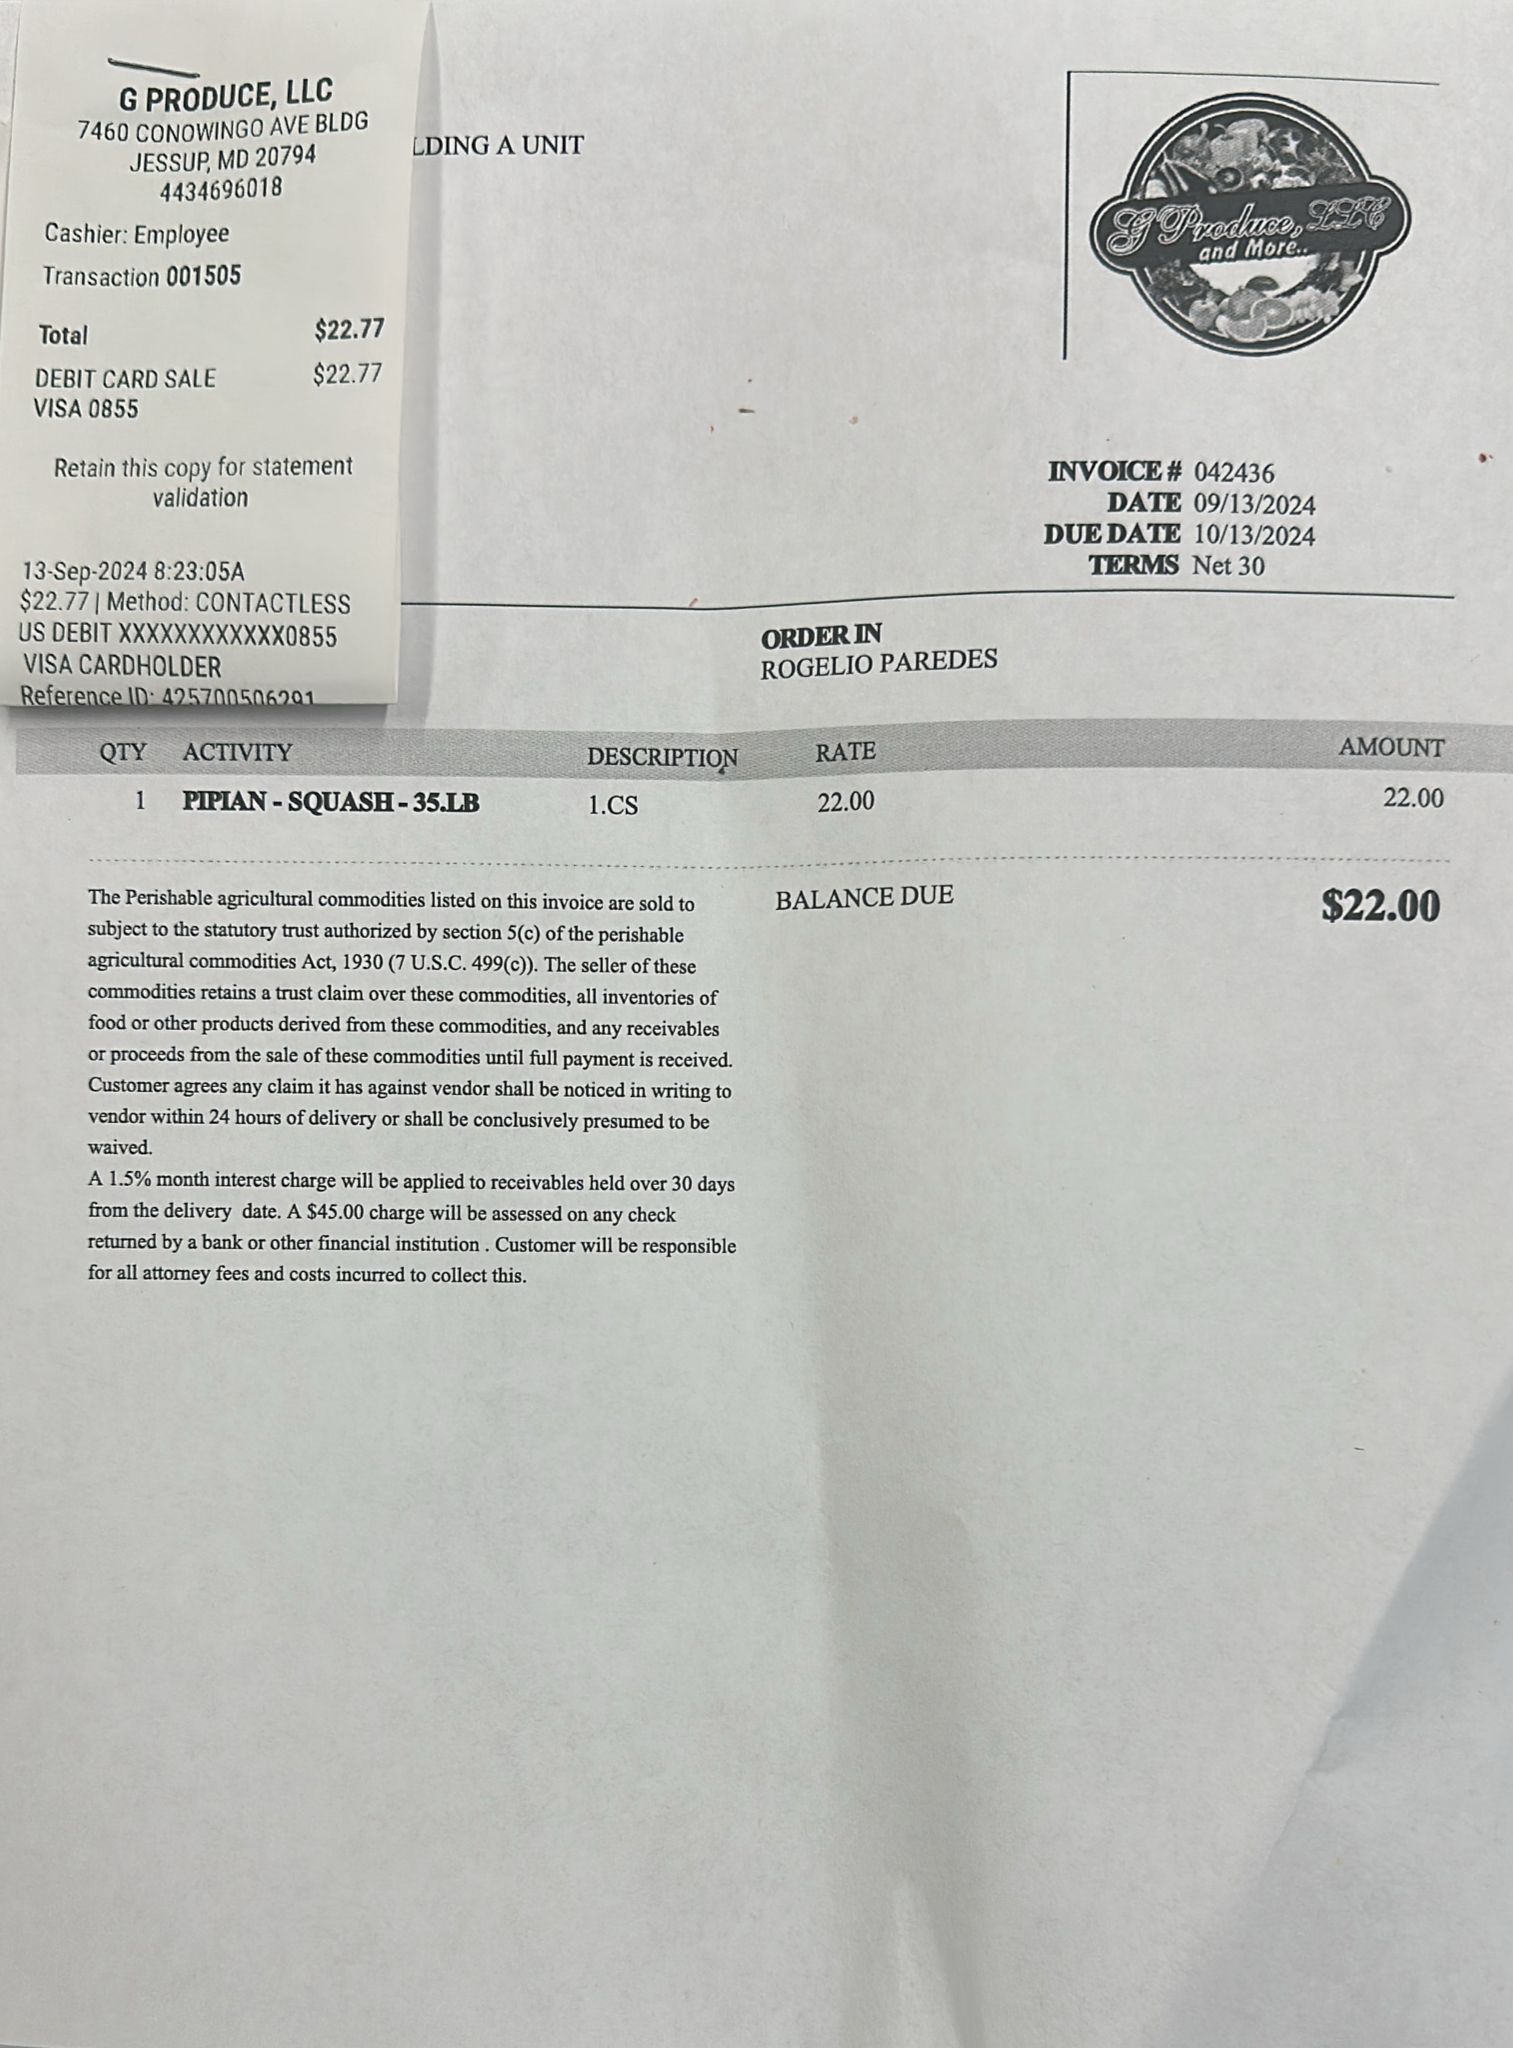 G PRODUCE, LLC
7460 CONOWINGO AVE BLDG
JESSUP, MD 20794
4434696018
Cashier: Employee
Transaction 001505
Total $22.77
DEBIT CARD SALE $22.77
VISA 0855
Retain this copy for statement
validation
13-Sep-2024 8:23:05A
$22.77 | Method: CONTACTLESS
US DEBIT XXXXXXXXXXXX0855
VISA CARDHOLDER
Reference ID: 425700506291
LDING A UNIT
G Produce, LLC
and More..
INVOICE # 042436
DATE 09/13/2024
DUE DATE 10/13/2024
TERMS Net 30
ORDER IN
ROGELIO PAREDES
QTY ACTIVITY DESCRIPTION RATE AMOUNT
1 PIPIAN - SQUASH - 35.LB 1.CS 22.00 22.00
The Perishable agricultural commodities listed on this invoice are sold to
subject to the statutory trust authorized by section 5(c) of the perishable
agricultural commodities Act, 1930 (7 U.S.C. 499(c)). The seller of these
commodities retains a trust claim over these commodities, all inventories of
food or other products derived from these commodities, and any receivables
or proceeds from the sale of these commodities until full payment is received.
Customer agrees any claim it has against vendor shall be noticed in writing to
vendor within 24 hours of delivery or shall be conclusively presumed to be
waived.
A 1.5% month interest charge will be applied to receivables held over 30 days
from the delivery date. A $45.00 charge will be assessed on any check
returned by a bank or other financial institution . Customer will be responsible
for all attorney fees and costs incurred to collect this.
BALANCE DUE $22.00